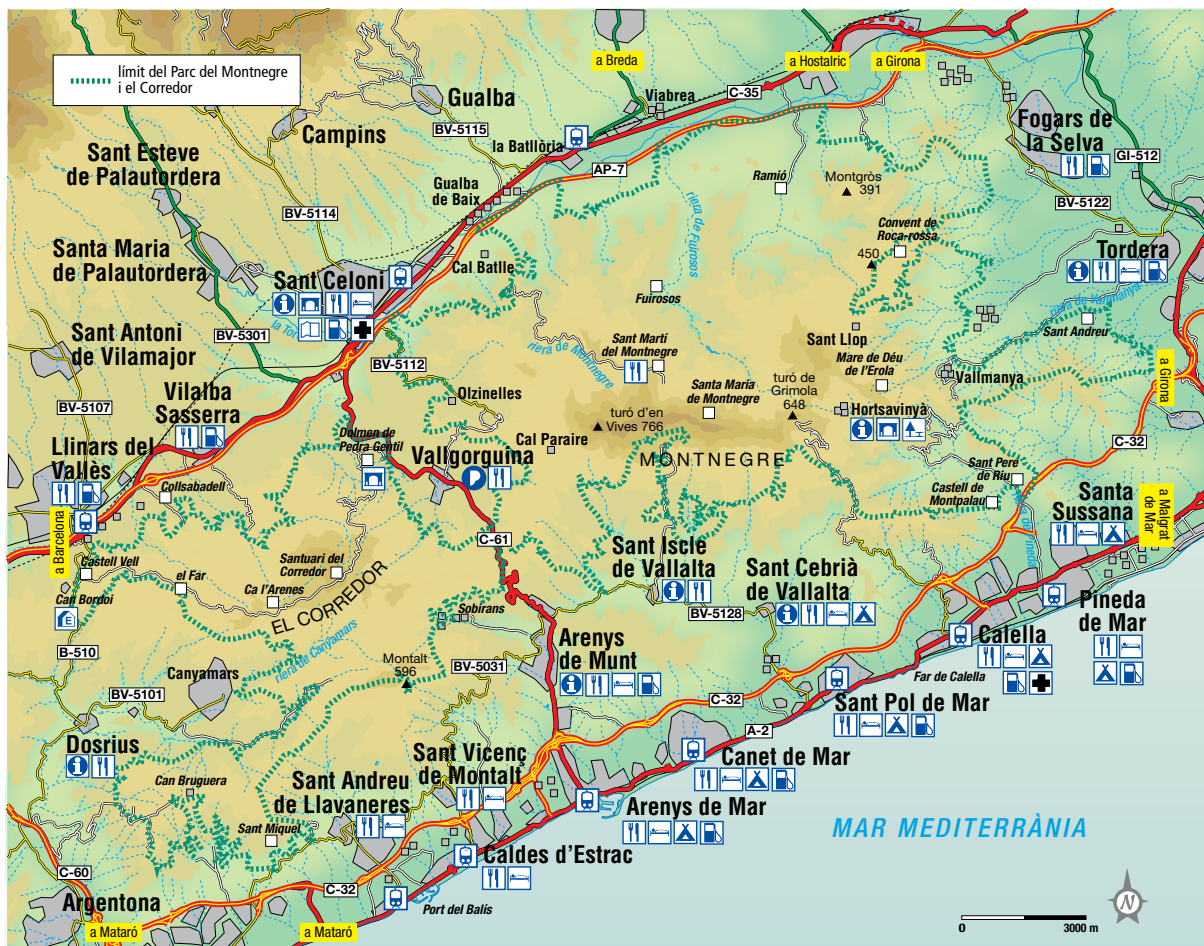 límit del Parc del Montnegre
i el Corredor
a Breda
a Hostalric
a Girona
Gualba
Viabrea
C-35
Campins
BV-5115
la Batllòria
Fogars de
la Selva
Sant Esteve
de Palautordera
AP-7
Ramió
Montgròs
391
GI-512
Gualba
de Baix
BV-5114
BV-5122
riera de Fuirosos
Convent de
Roca-rossa
Santa Maria
de Palautordera
Cal Batlle
450
Tordera
Sant Celoni
Fuirosos
riera de Vallmanya
Sant Andreu
BV-5301
Sant Antoni
de Vilamajor
BV-5112
riera de Montnegre
Sant Martí
del Montnegre
Sant Llop
Mare de Déu
de l'Erola
a Girona
Vallmanya
Vilalba
Sasserra
BV-5107
Olzinelles
Santa Maria
de Montnegre
turó de
Grimola
648
Hortsavinyà
Llinars del
Vallès
Dolmen de
Pedra Gentil
Vallgorguina
Cal Paraire
turó d'en
Vives 766
MONTNEGRE
C-32
Collsabadell
Sant Pere
de Riu
Castell de
Montpalau
Santa
Sussana
a Malgrat
de Mar
a Barcelona
C-61
Castell Vell
el Far
Santuari del
Corredor
Ca l'Arenes
EL CORREDOR
Sant Iscle
de Vallalta
Sant Cebrià
de Vallalta
Can Bordoi
E
BV-5128
Sobirans
Pineda
de Mar
B-510
riera de Canyamars
Arenys
de Munt
Calella
Far de Calella
Canyamars
BV-5101
Montalt
596
BV-5031
C-32
Sant Pol de Mar
A-2
Dosrius
Sant Vicenç
de Montalt
Canet de Mar
Can Bruguera
Sant Andreu
de Llavaneres
Arenys de Mar
MAR MEDITERRÀNIA
Sant Miquel
Caldes d'Estrac
C-60
C-32
Argentona
Port del Balís
a Mataró
a Mataró
N
0 3000 m